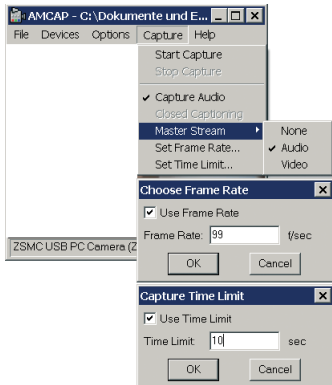 AMCAP - C:\Dokumente und E...
File Devices Options Capture Help
Start Capture
Stop Capture
Capture Audio
Closed Captioning
Master Stream
None
Audio
Video
Set Frame Rate...
Set Time Limit...
ZSMC USB PC Camera (Z
Choose Frame Rate
Use Frame Rate
Frame Rate: 99 f/sec
OK Cancel
Capture Time Limit
Use Time Limit
Time Limit: 10 sec
OK Cancel